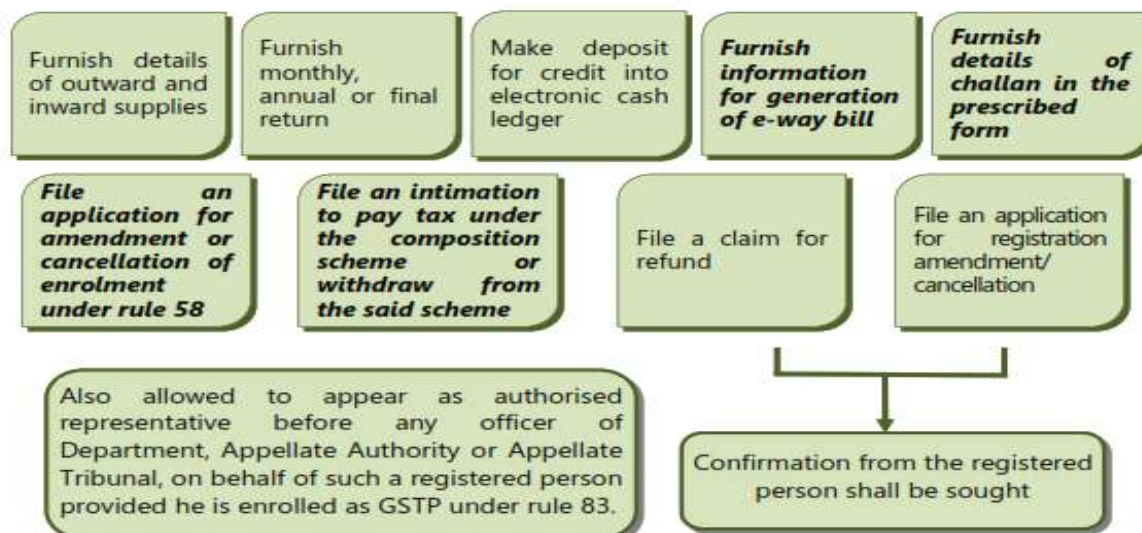 Furnish details
of outward and
inward supplies
Furnish
monthly,
annual or final
return
Make deposit
for credit into
electronic cash
ledger
Furnish
information
for generation
of e-way bill
Furnish
details of
challan in the
prescribed
form
File an
application for
amendment or
cancellation of
enrolment
under rule 58
File an intimation
to pay tax under
the composition
scheme or
withdraw from
the said scheme
File a claim for
refund
File an application
for registration
amendment/
cancellation
Also allowed to appear as authorised
representative before any officer of
Department, Appellate Authority or Appellate
Tribunal, on behalf of such a registered person
provided he is enrolled as GSTP under rule 83.
Confirmation from the registered
person shall be sought